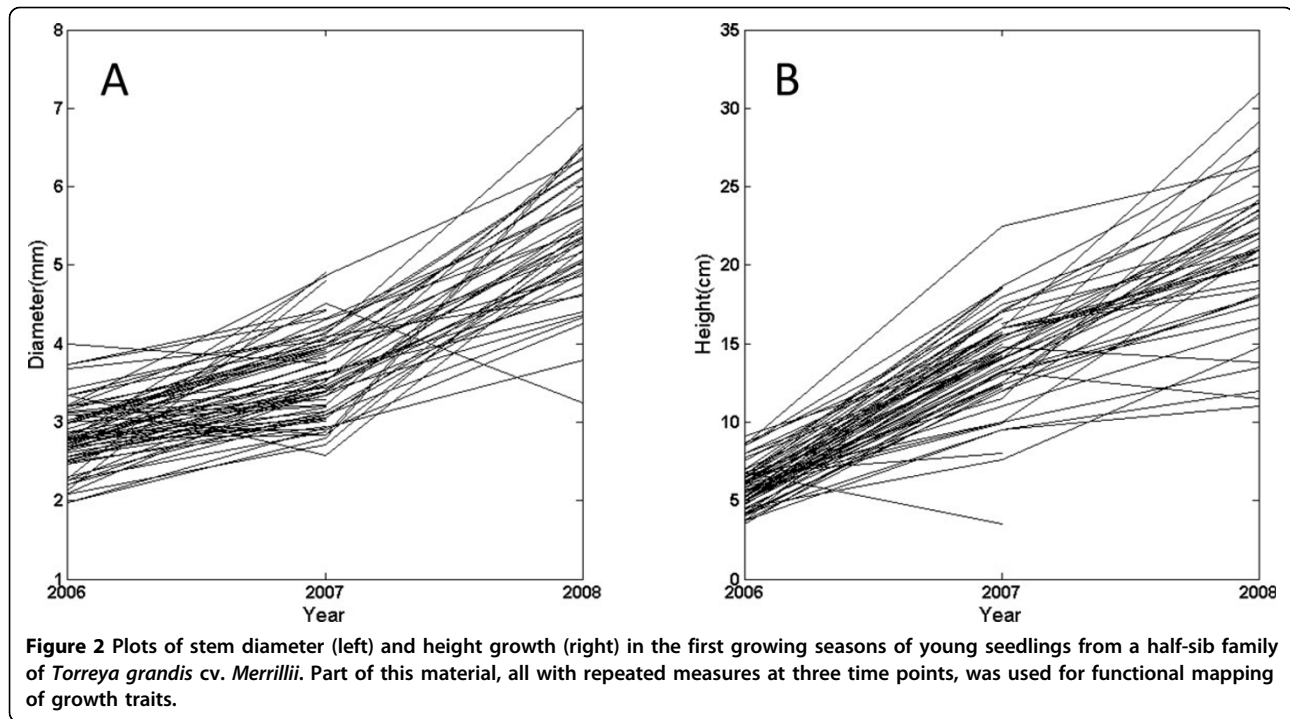 A
8
7
6
5
4
3
2
1
Diameter(mm)
2006
2007
2008
Year
B
35
30
25
20
15
10
5
0
Height(cm)
2006
2007
2008
Year
Figure 2 Plots of stem diameter (left) and height growth (right) in the first growing seasons of young seedlings from a half-sib family
of Torreya grandis cv. Merrillii. Part of this material, all with repeated measures at three time points, was used for functional mapping
of growth traits.